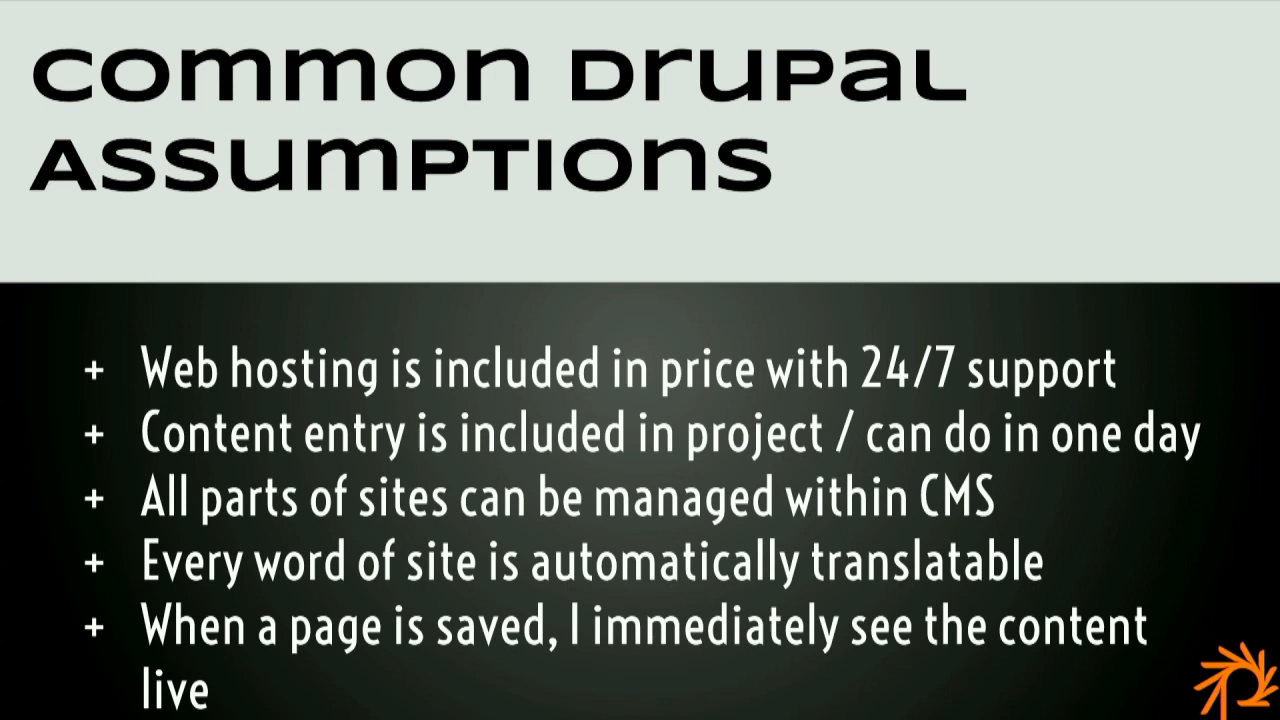 Common Drupal
Assumptions
+ Web hosting is included in price with 24/7 support
+ Content entry is included in project / can do in one day
+ All parts of sites can be managed within CMS
+ Every word of site is automatically translatable
+ When a page is saved, I immediately see the content
live